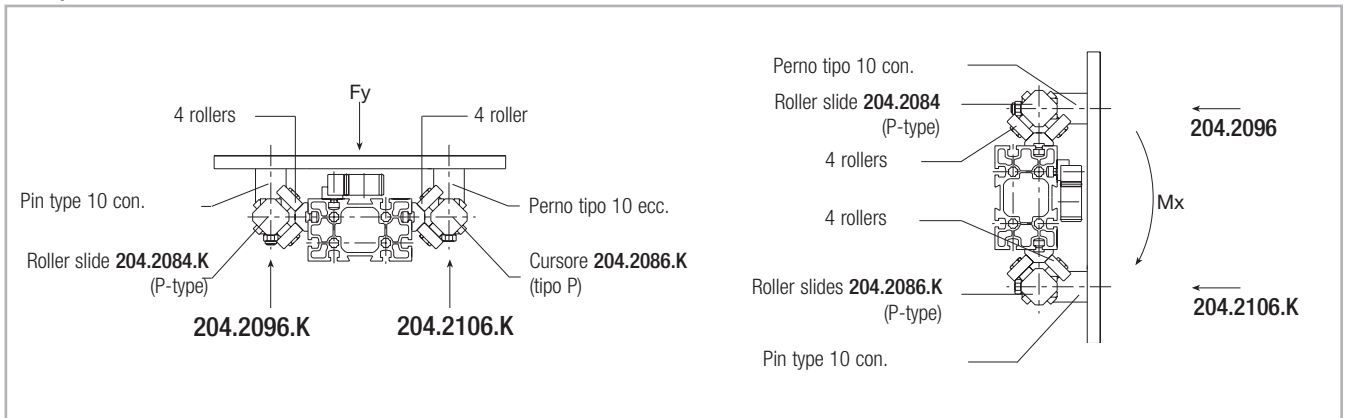 Fy
4 rollers
4 roller
Pin type 10 con.
Perno tipo 10 ecc.
Roller slide 204.2084.K
(P-type)
Cursore 204.2086.K
(tipo P)
204.2096.K
204.2106.K
Perno tipo 10 con.
Roller slide 204.2084
(P-type)
204.2096
4 rollers
Mx
4 rollers
Roller slides 204.2086.K
(P-type)
204.2106.K
Pin type 10 con.